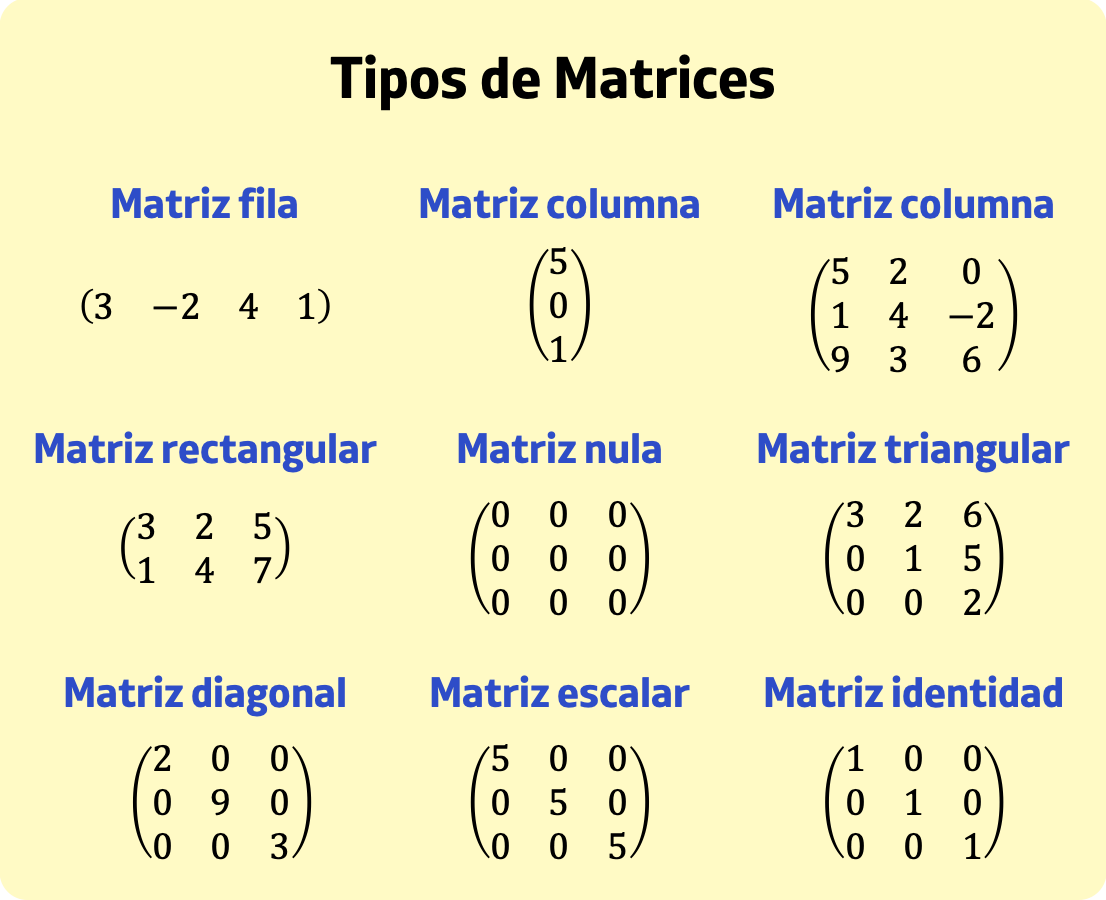 Tipos de Matrices
Matriz fila
(3 −2 4 1)
Matriz columna
5
0
1
Matriz columna
5 2 0
1 4 −2
9 3 6
Matriz rectangular
3 2 5
1 4 7
Matriz nula
0 0 0
0 0 0
0 0 0
Matriz triangular
3 2 6
0 1 5
0 0 2
Matriz diagonal
2 0 0
0 9 0
0 0 3
Matriz escalar
5 0 0
0 5 0
0 0 5
Matriz identidad
1 0 0
0 1 0
0 0 1